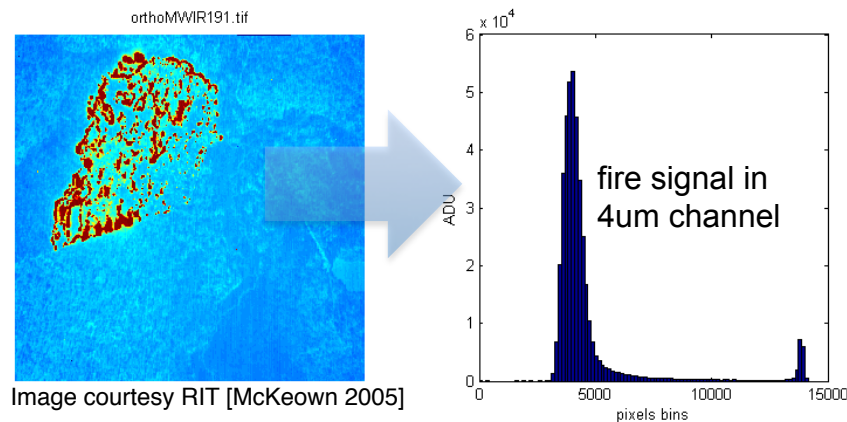 orthoMWIR191.tif
Image courtesy RIT [McKeown 2005]
x 10^4
6
5
4
3
2
1
0
ADU
fire signal in
4um channel
0 5000 10000 15000
pixels bins